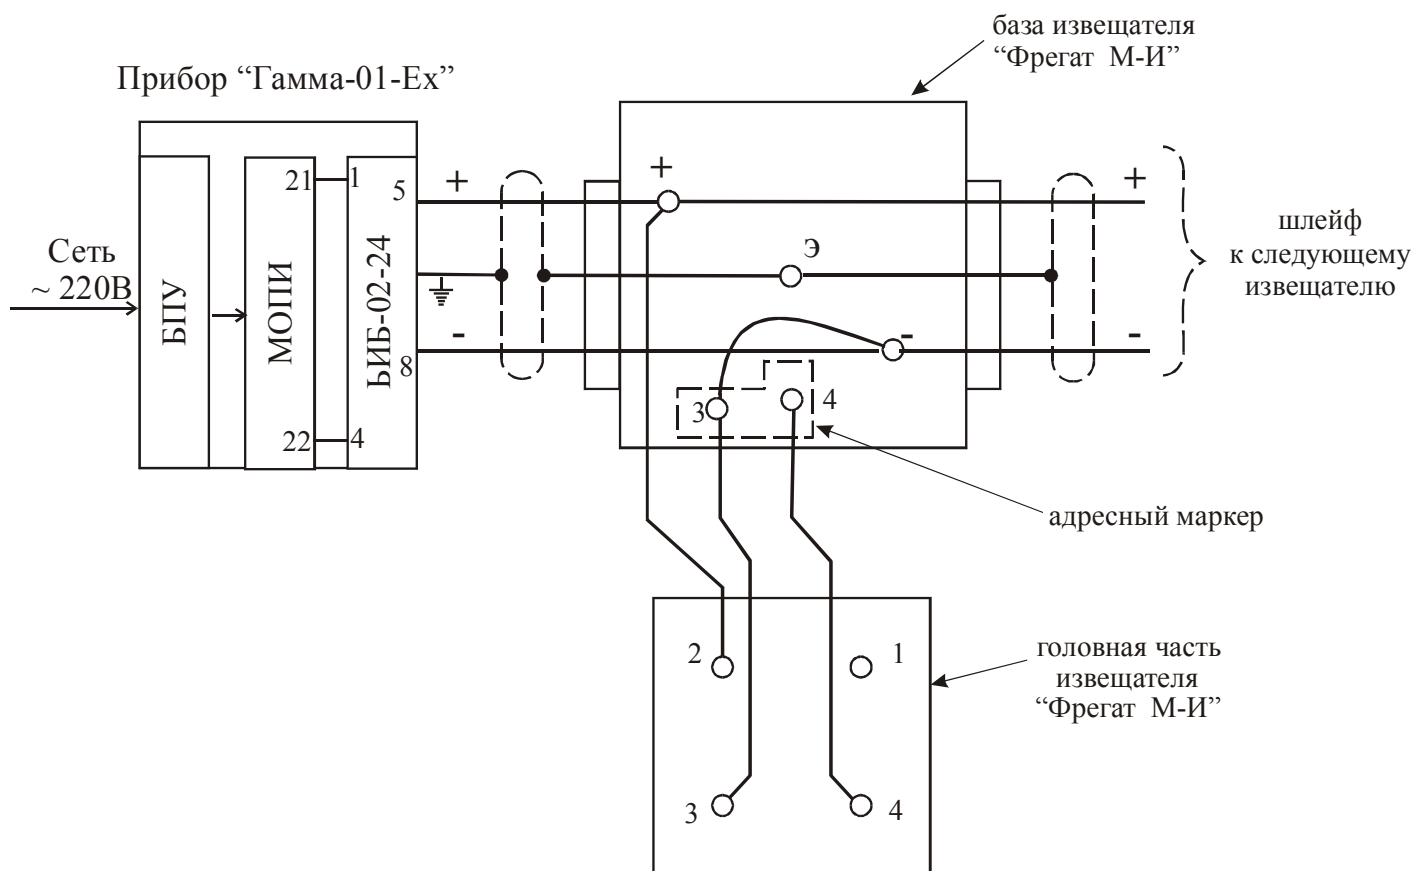 база извещателя
“Фрегат М-И”
Прибор “Гамма-01-Ех”
Сеть
~ 220В
БПУ
МОПИ
БИБ-02-24
21
1
22
4
5
8
+
-
+
Э
-
3
4
+
-
шлейф
к следующему
извещателю
адресный маркер
2
1
3
4
головная часть
извещателя
“Фрегат М-И”